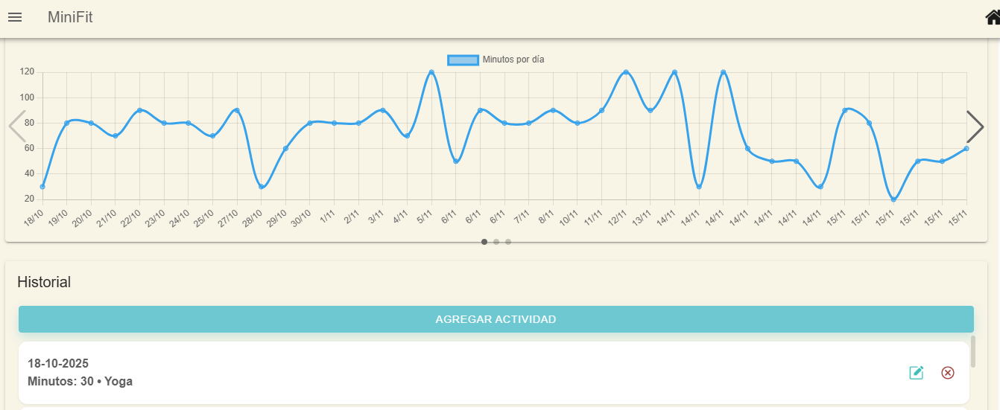 MiniFit
Minutos por día
120
100
80
60
40
20
18/10 19/10 20/10 21/10 22/10 23/10 24/10 25/10 27/10 28/10 29/10 30/10 1/11 2/11 3/11 4/11 5/11 6/11 6/11 6/11 7/11 8/11 10/11 11/11 12/11 13/11 14/11 14/11 14/11 14/11 14/11 14/11 14/11 15/11 15/11 15/11 15/11 15/11 15/11
Historial
AGREGAR ACTIVIDAD
18-10-2025
Minutos: 30 • Yoga